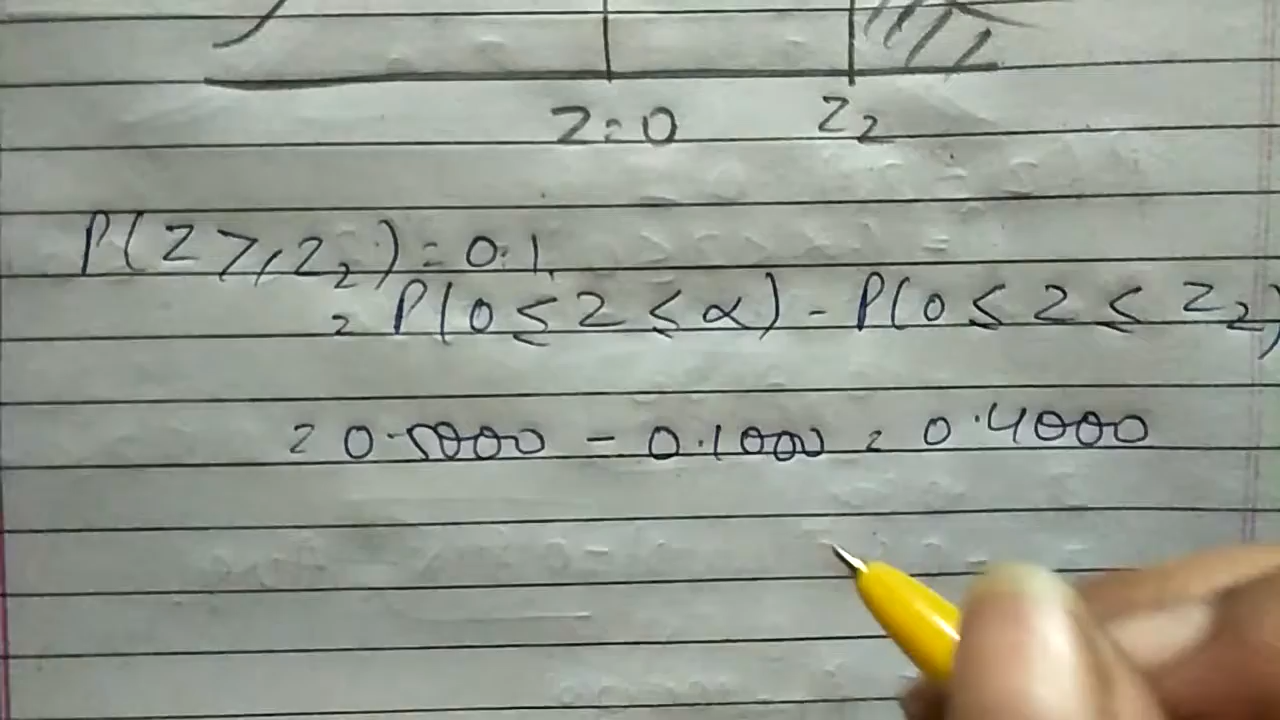 Z=0 Z₂
P(Z ≥ Z₂) = 0.1
= P(0 ≤ Z ≤ α) - P(0 ≤ Z ≤ Z₂)
= 0.5000 - 0.1000 = 0.4000